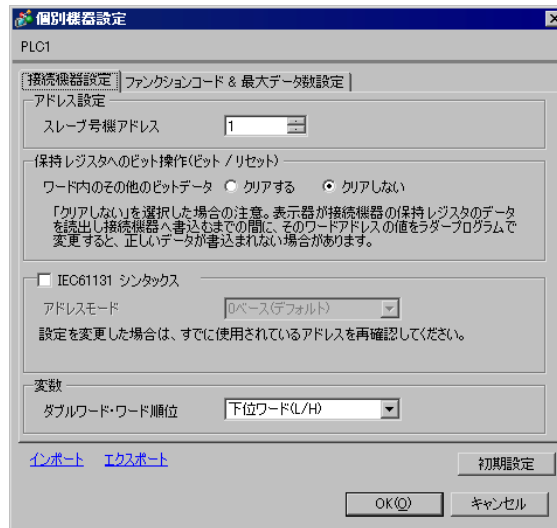 個別機器設定
PLC1
接続機器設定 ファンクションコード & 最大データ数設定
アドレス設定
スレーブ号機アドレス 1
保持レジスタへのビット操作(ビット / リセット)
ワード内のその他のビットデータ クリアする クリアしない
「クリアしない」を選択した場合の注意。表示器が接続機器の保持レジスタのデータ
を読出し接続機器へ書込むまでの間に、そのワードアドレスの値をラダープログラムで
変更すると、正しいデータが書込まれない場合があります。
IEC61131 シンタックス
アドレスモード 0ベース(デフォルト)
設定を変更した場合は、すでに使用されているアドレスを再確認してください。
変数
ダブルワード・ワード順位 下位ワード(L/H)
インポート エクスポート 初期設定
OK(O) キャンセル